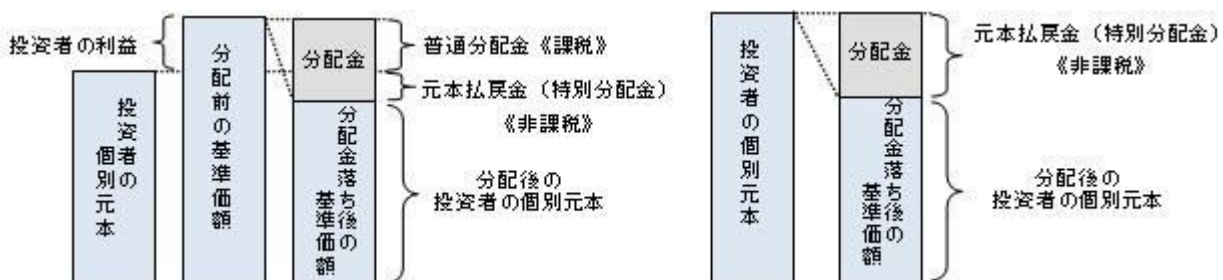 投資者の利益
投資者の
個別元本
分配前の基準価額
分配金
分配金落ち後の
基準価額
普通分配金《課税》
元本払戻金（特別分配金）
《非課税》
分配後の
投資者の個別元本
投資者の個別元本
分配金
分配金落ち後の
基準価額
元本払戻金（特別分配金）
《非課税》
分配後の
投資者の個別元本